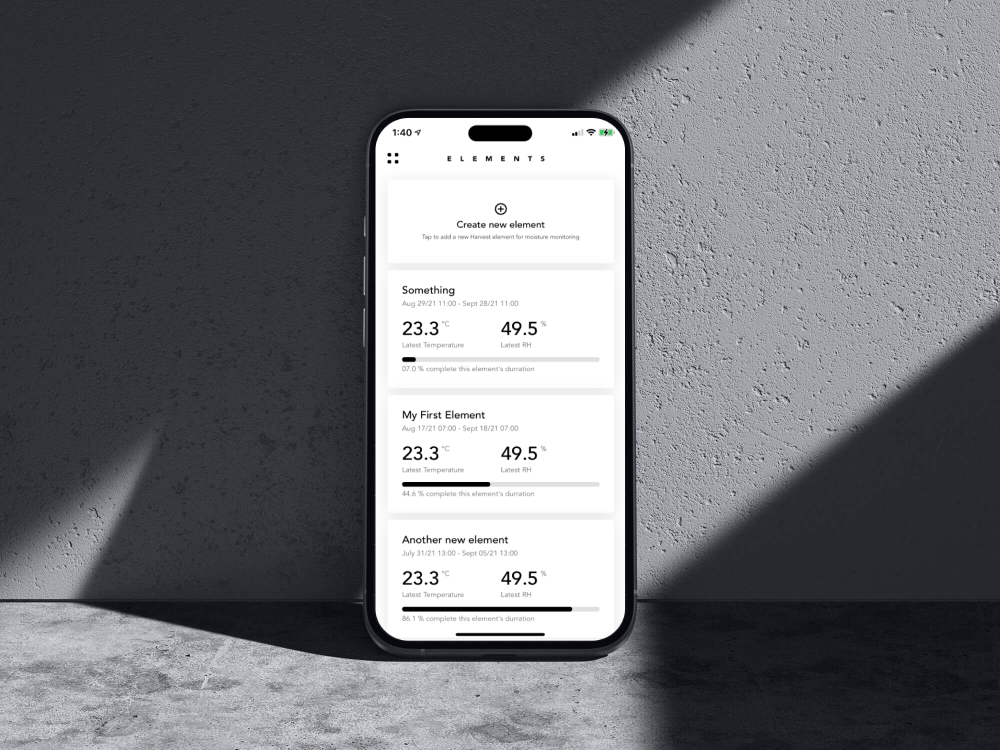 1:40
ELEMENTS
Create new element
Tap to add a new Harvest element for moisture monitoring
Something
Aug 29/21 11:00 - Sept 28/21 11:00
23.3 °C 49.5 %
Latest Temperature Latest RH
07.0 % complete this element's durration
My First Element
Aug 17/21 07:00 - Sept 18/21 07:00
23.3 °C 49.5 %
Latest Temperature Latest RH
44.6 % complete this element's durration
Another new element
July 31/21 13:00 - Sept 05/21 13:00
23.3 °C 49.5 %
Latest Temperature Latest RH
86.1 % complete this element's durration